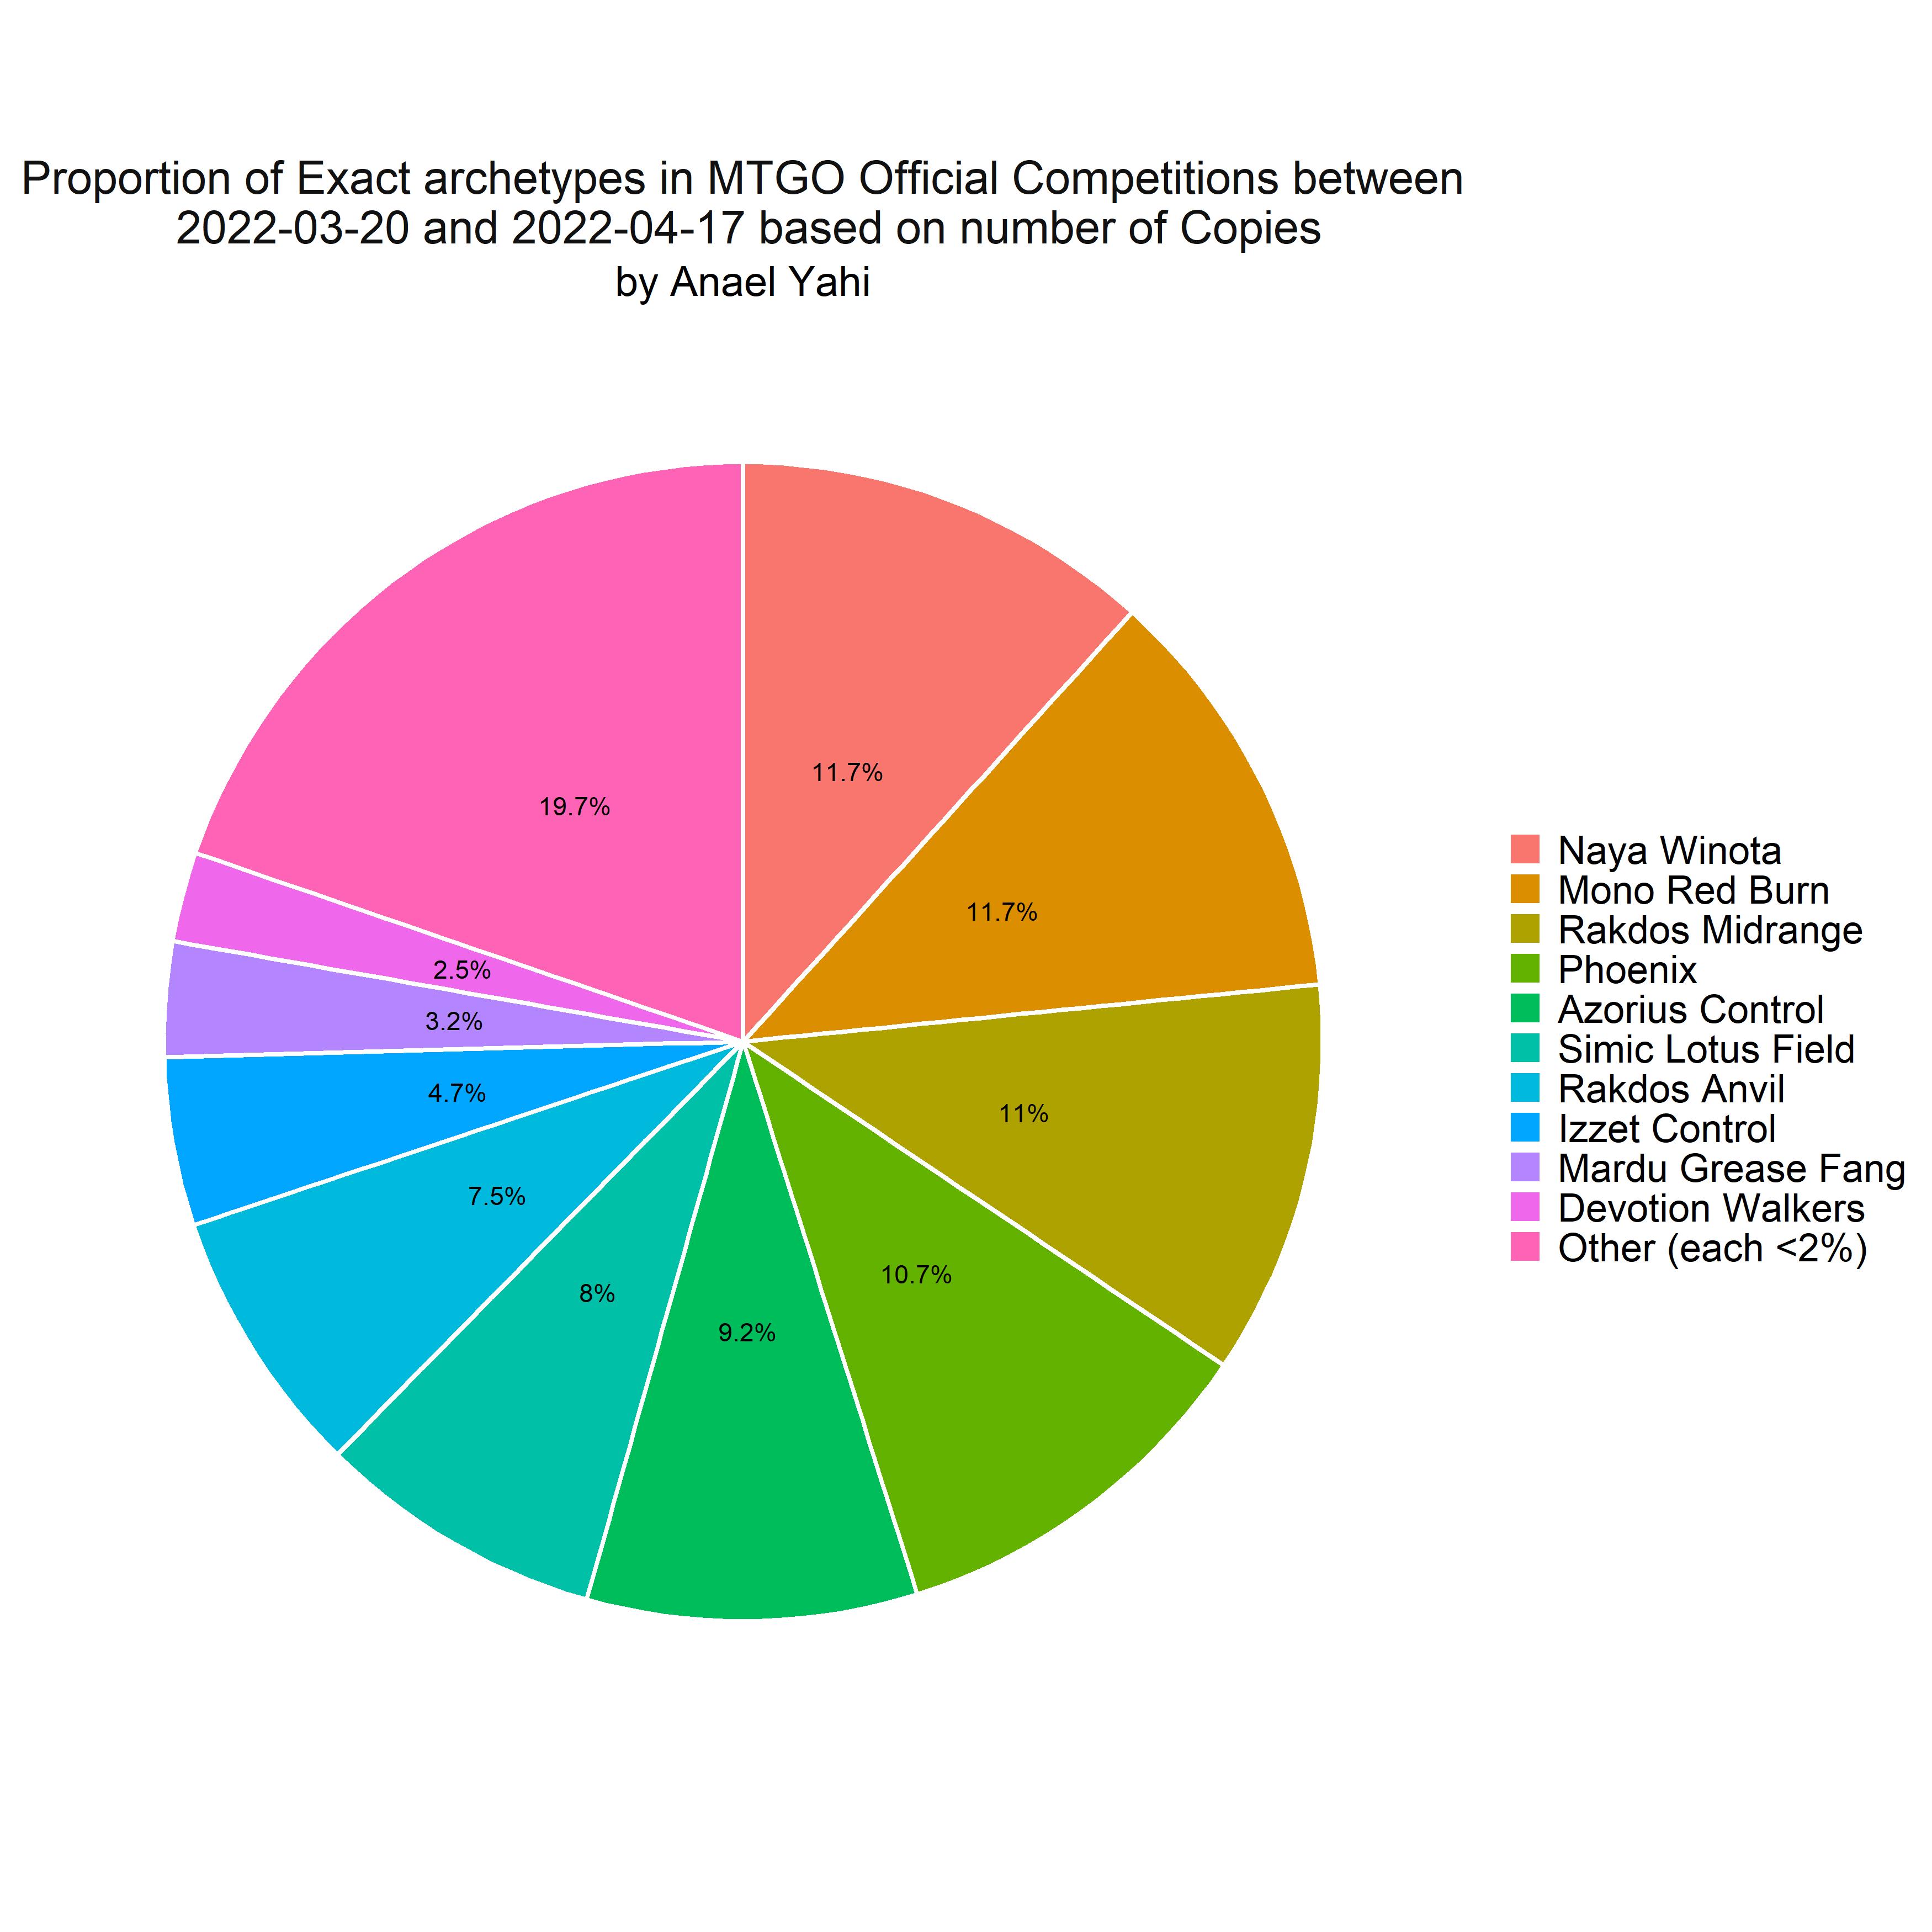 Proportion of Exact archetypes in MTGO Official Competitions between
2022-03-20 and 2022-04-17 based on number of Copies
by Anael Yahi
11.7%
19.7%
11.7%
2.5%
3.2%
4.7%
11%
7.5%
10.7%
8%
9.2%
Naya Winota
Mono Red Burn
Rakdos Midrange
Phoenix
Azorius Control
Simic Lotus Field
Rakdos Anvil
Izzet Control
Mardu Grease Fang
Devotion Walkers
Other (each <2%)